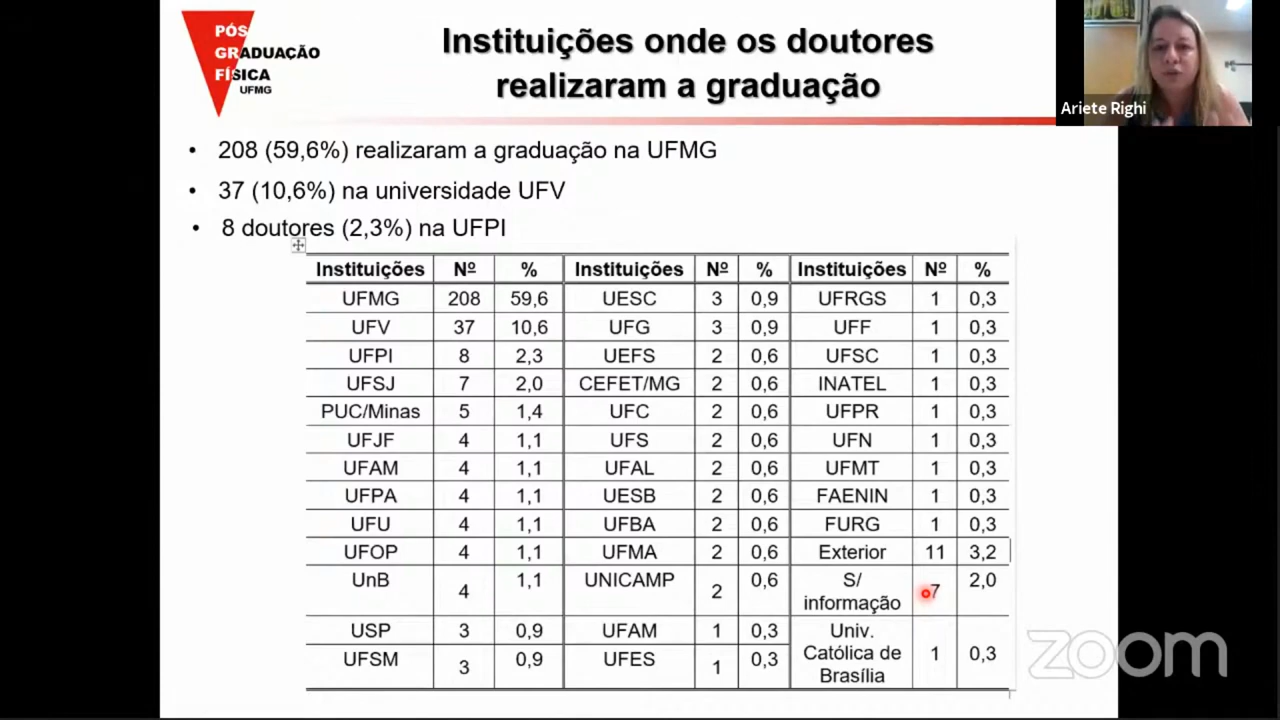 PÓS
GRADUAÇÃO
FÍSICA
UFMG
Instituições onde os doutores
realizaram a graduação
Ariete Righi
• 208 (59,6%) realizaram a graduação na UFMG
• 37 (10,6%) na universidade UFV
• 8 doutores (2,3%) na UFPI
Instituições Nº % Instituições Nº % Instituições Nº %
UFMG 208 59,6 UESC 3 0,9 UFRGS 1 0,3
UFV 37 10,6 UFG 3 0,9 UFF 1 0,3
UFPI 8 2,3 UEFS 2 0,6 UFSC 1 0,3
UFSJ 7 2,0 CEFET/MG 2 0,6 INATEL 1 0,3
PUC/Minas 5 1,4 UFC 2 0,6 UFPR 1 0,3
UFJF 4 1,1 UFS 2 0,6 UFN 1 0,3
UFAM 4 1,1 UFAL 2 0,6 UFMT 1 0,3
UFPA 4 1,1 UESB 2 0,6 FAENIN 1 0,3
UFU 4 1,1 UFBA 2 0,6 FURG 1 0,3
UFOP 4 1,1 UFMA 2 0,6 Exterior 11 3,2
UnB 4 1,1 UNICAMP 2 0,6 S/ 7 2,0
informação
USP 3 0,9 UFAM 1 0,3 Univ.
UFSM 3 0,9 UFES 1 0,3 Católica de 1 0,3
Brasília
zoom